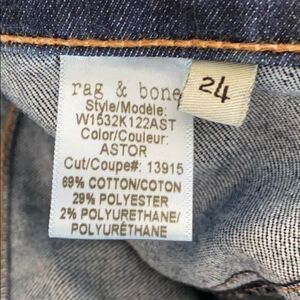 rag & bone
24
Style/Modèle:
W1532K122AST
Color/Couleur:
ASTOR
Cut/Coupe#: 13915
69% COTTON/COTON
29% POLYESTER
2% POLYURETHANE/
POLYURÉTHANE